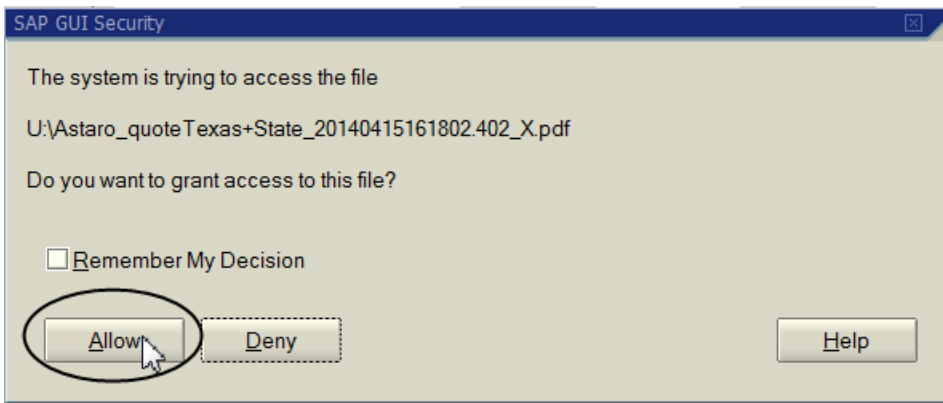 SAP GUI Security
The system is trying to access the file
U:\Astaro_quoteTexas+State_20140415161802.402_X.pdf
Do you want to grant access to this file?
Remember My Decision
Allow Deny Help